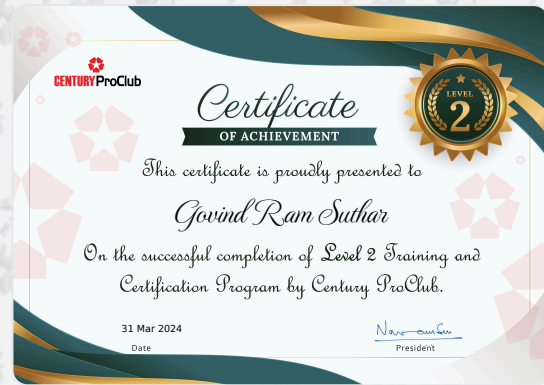 CENTURY ProClub
LEVEL
2
Certificate
OF ACHIEVEMENT
This certificate is proudly presented to
Govind Ram Suthar
On the successful completion of Level 2 Training and
Certification Program by Century ProClub.
31 Mar 2024
Date
President